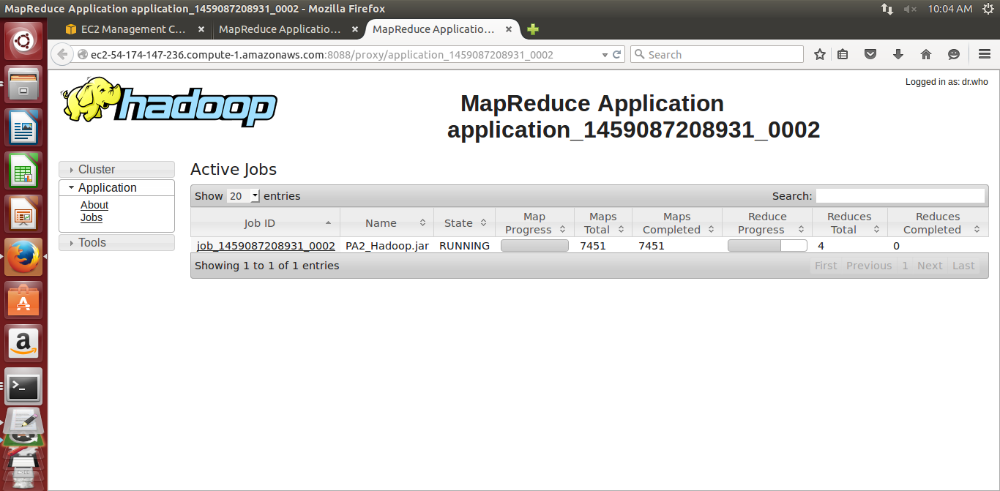 MapReduce Application application_1459087208931_0002 - Mozilla Firefox
10:04 AM
EC2 Management C...
MapReduce Applicatio...
MapReduce Applicatio...
ec2-54-174-147-236.compute-1.amazonaws.com:8088/proxy/application_1459087208931_0002
Search
Logged in as: dr.who
hadoop
MapReduce Application
application_1459087208931_0002
Cluster
Application
About
Jobs
Tools
Active Jobs
Show 20 entries
Search:
Job ID Name State Map Progress Maps Total Maps Completed Reduce Progress Reduces Total Reduces Completed
job_1459087208931_0002 PA2_Hadoop.jar RUNNING 7451 7451 4 0
Showing 1 to 1 of 1 entries
First Previous 1 Next Last